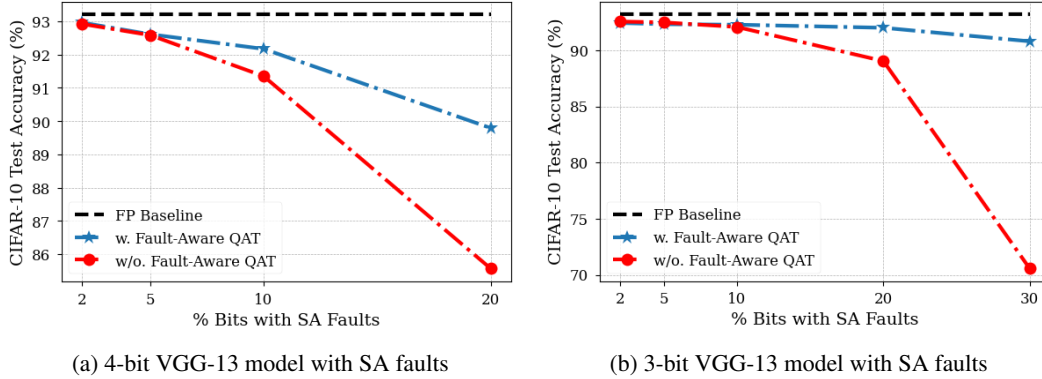 93
92
91
90
89
88
87
86
CIFAR-10 Test Accuracy (%)
FP Baseline
w. Fault-Aware QAT
w/o. Fault-Aware QAT
2 5 10 20
% Bits with SA Faults
(a) 4-bit VGG-13 model with SA faults
90
85
80
75
70
CIFAR-10 Test Accuracy (%)
FP Baseline
w. Fault-Aware QAT
w/o. Fault-Aware QAT
2 5 10 20 30
% Bits with SA Faults
(b) 3-bit VGG-13 model with SA faults